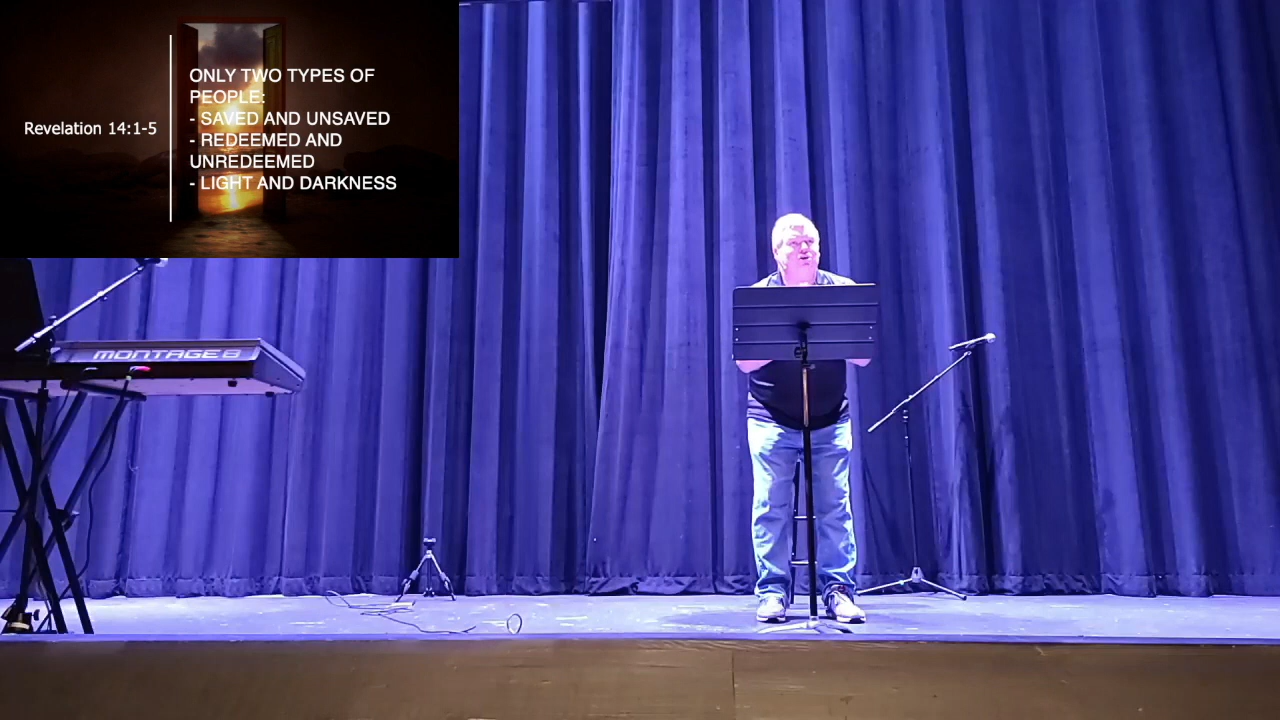 Revelation 14:1-5
ONLY TWO TYPES OF
PEOPLE:
- SAVED AND UNSAVED
- REDEEMED AND
UNREDEEMED
- LIGHT AND DARKNESS
MONTAGE8